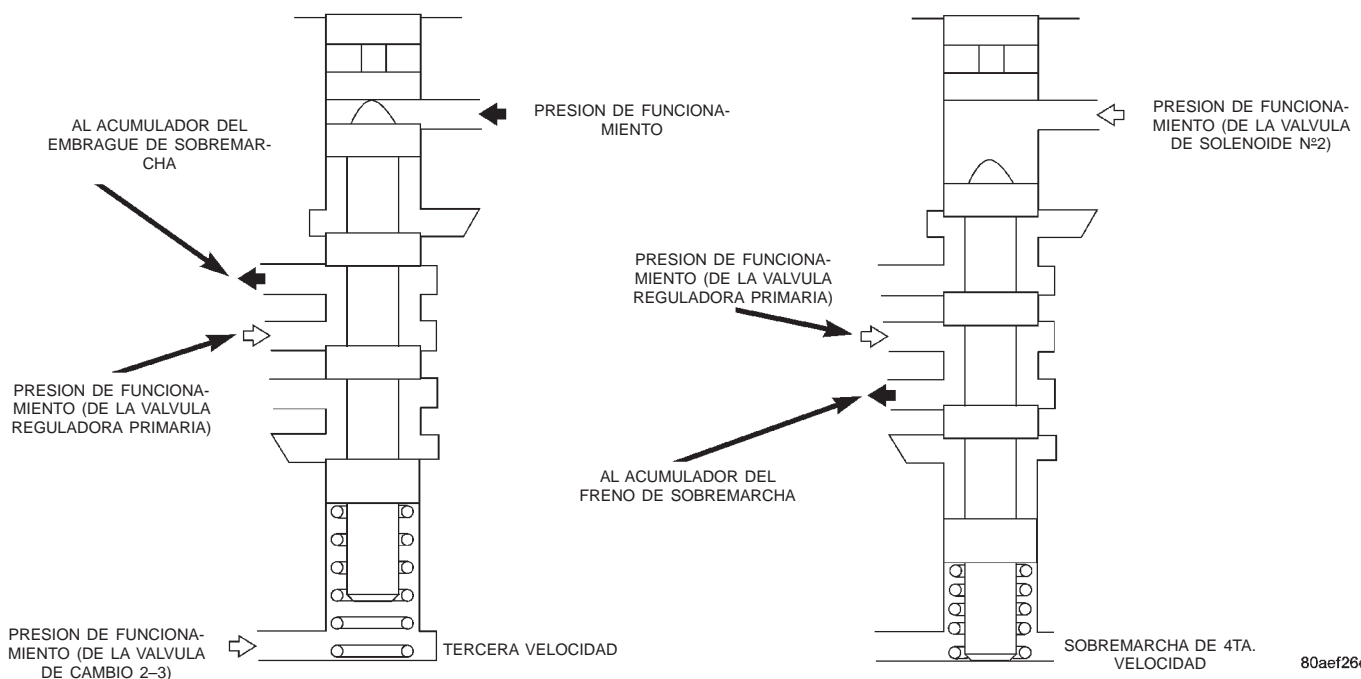 AL ACUMULADOR DEL
EMBRAGUE DE SOBREMAR-
CHA
PRESION DE FUNCIONA-
MIENTO
PRESION DE FUNCIONA-
MIENTO (DE LA VALVULA
REGULADORA PRIMARIA)
PRESION DE FUNCIONA-
MIENTO (DE LA VALVULA
DE CAMBIO 2–3)
TERCERA VELOCIDAD
PRESION DE FUNCIONA-
MIENTO (DE LA VALVULA
DE SOLENOIDE Nº2)
PRESION DE FUNCIONA-
MIENTO (DE LA VALVULA
REGULADORA PRIMARIA)
AL ACUMULADOR DEL
FRENO DE SOBREMARCHA
SOBREMARCHA DE 4TA.
VELOCIDAD
80aef26e